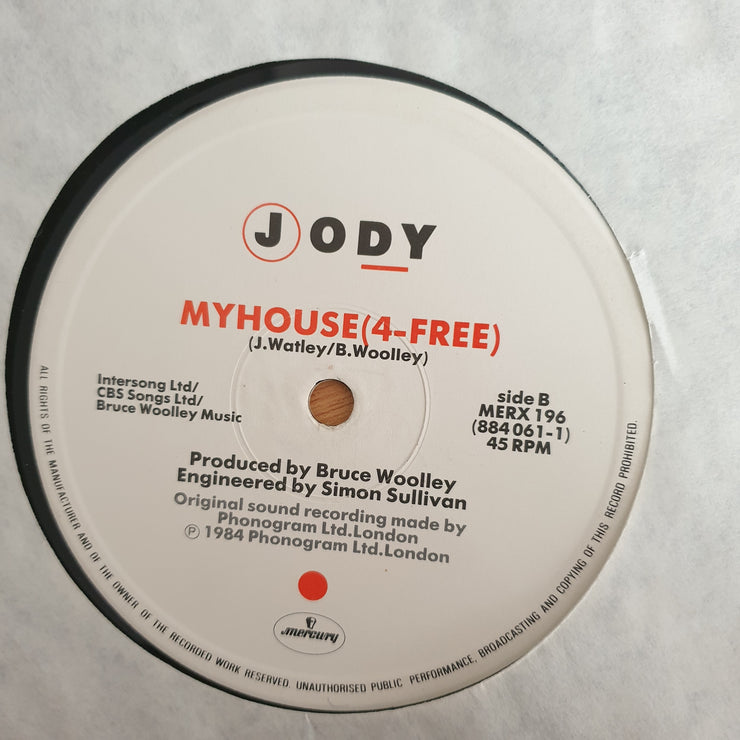 JODY
MYHOUSE(4-FREE)
(J.Watley/B.Woolley)
Intersong Ltd/
CBS Songs Ltd/
Bruce Woolley Music
side B
MERX 196
(884 061-1)
45 RPM
Produced by Bruce Woolley
Engineered by Simon Sullivan
Original sound recording made by
Phonogram Ltd.London
℗ 1984 Phonogram Ltd.London
mercury
ALL RIGHTS OF THE MANUFACTURER AND OF THE OWNER OF THE RECORDED WORK RESERVED. UNAUTHORISED PUBLIC PERFORMANCE, BROADCASTING AND COPYING OF THIS RECORD PROHIBITED.